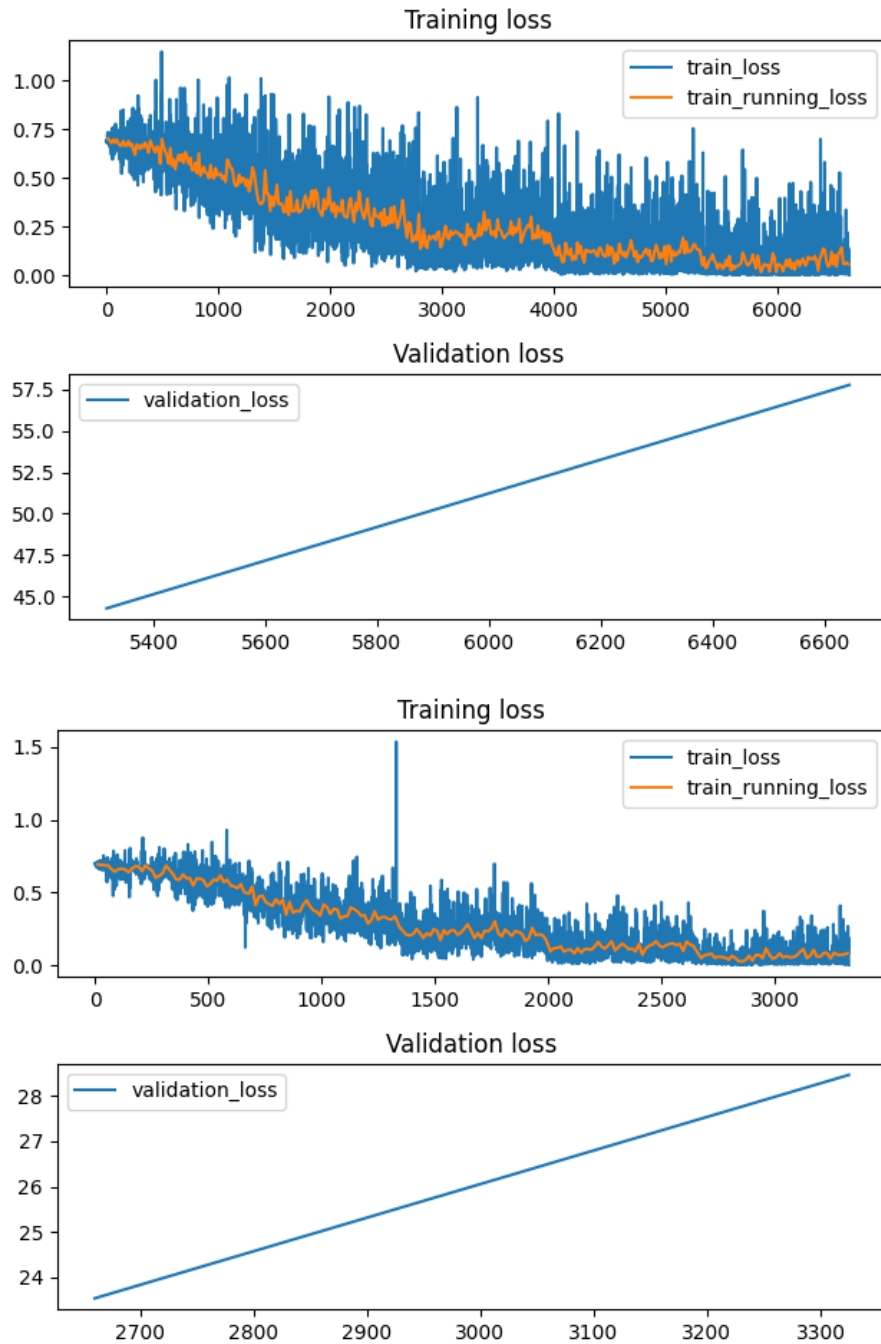 Training loss
1.00
0.75
0.50
0.25
0.00
train_loss
train_running_loss
0 1000 2000 3000 4000 5000 6000
Validation loss
57.5
55.0
52.5
50.0
47.5
45.0
validation_loss
5400 5600 5800 6000 6200 6400 6600
Training loss
1.5
1.0
0.5
0.0
train_loss
train_running_loss
0 500 1000 1500 2000 2500 3000
Validation loss
28
27
26
25
24
validation_loss
2700 2800 2900 3000 3100 3200 3300